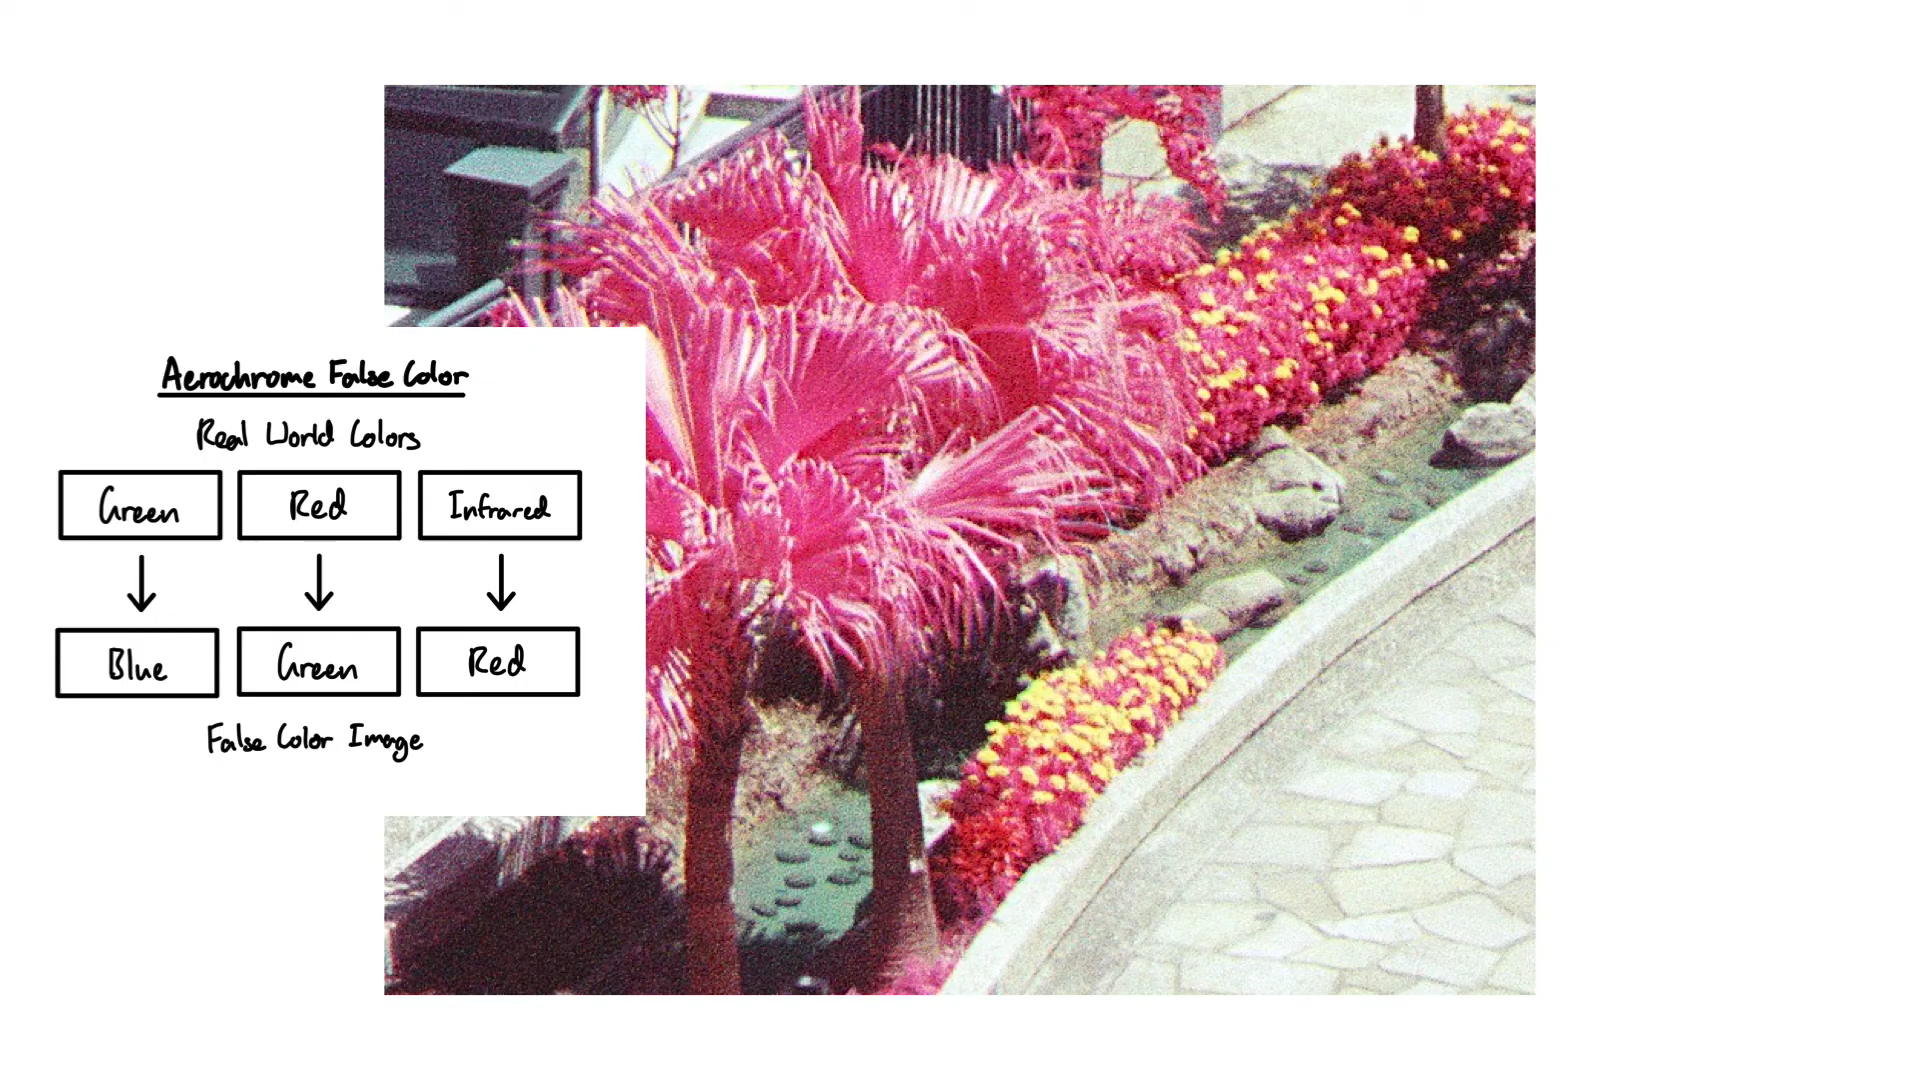 Aerochrome False Color
Real World Colors
Green Red Infrared
Blue Green Red
False Color Image